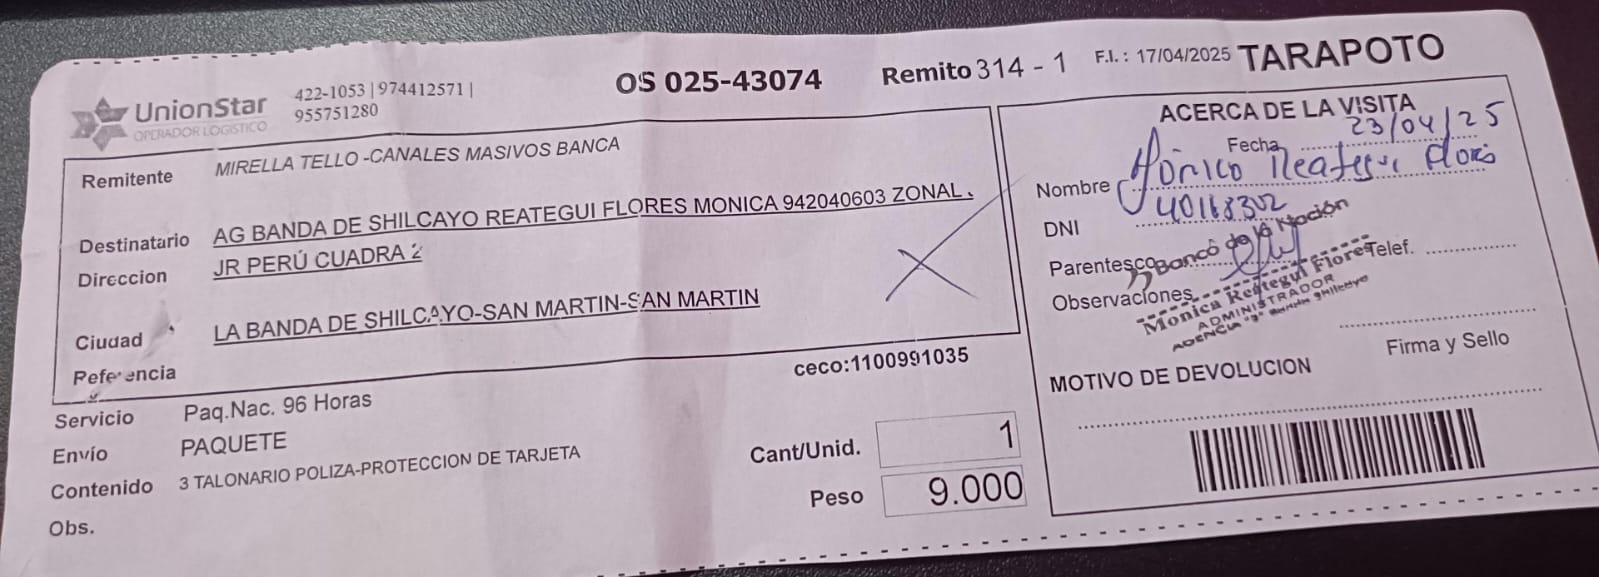 UnionStar
OPERADOR LOGISTICO
422-1053 | 974412571 |
955751280
OS 025-43074
Remito 314 - 1
F.I. : 17/04/2025
TARAPOTO
Remitente MIRELLA TELLO -CANALES MASIVOS BANCA
Destinatario AG BANDA DE SHILCAYO REATEGUI FLORES MONICA 942040603 ZONAL .
Direccion JR PERÚ CUADRA 2
Ciudad LA BANDA DE SHILCAYO-SAN MARTIN-SAN MARTIN
Referencia
ceco:1100991035
Servicio Paq.Nac. 96 Horas
Envío PAQUETE
Contenido 3 TALONARIO POLIZA-PROTECCION DE TARJETA
Obs.
Cant/Unid. 1
Peso 9.000
ACERCA DE LA VISITA
Fecha 23/04/25
Nombre Mónica Reategui Flores
DNI 40168302
Parentesco
Telef.
Observaciones
Banco de la Nación
Monica Reátegui Flores
ADMINISTRADOR
AGENCIA "3" Banda Shilcayo
Firma y Sello
MOTIVO DE DEVOLUCION